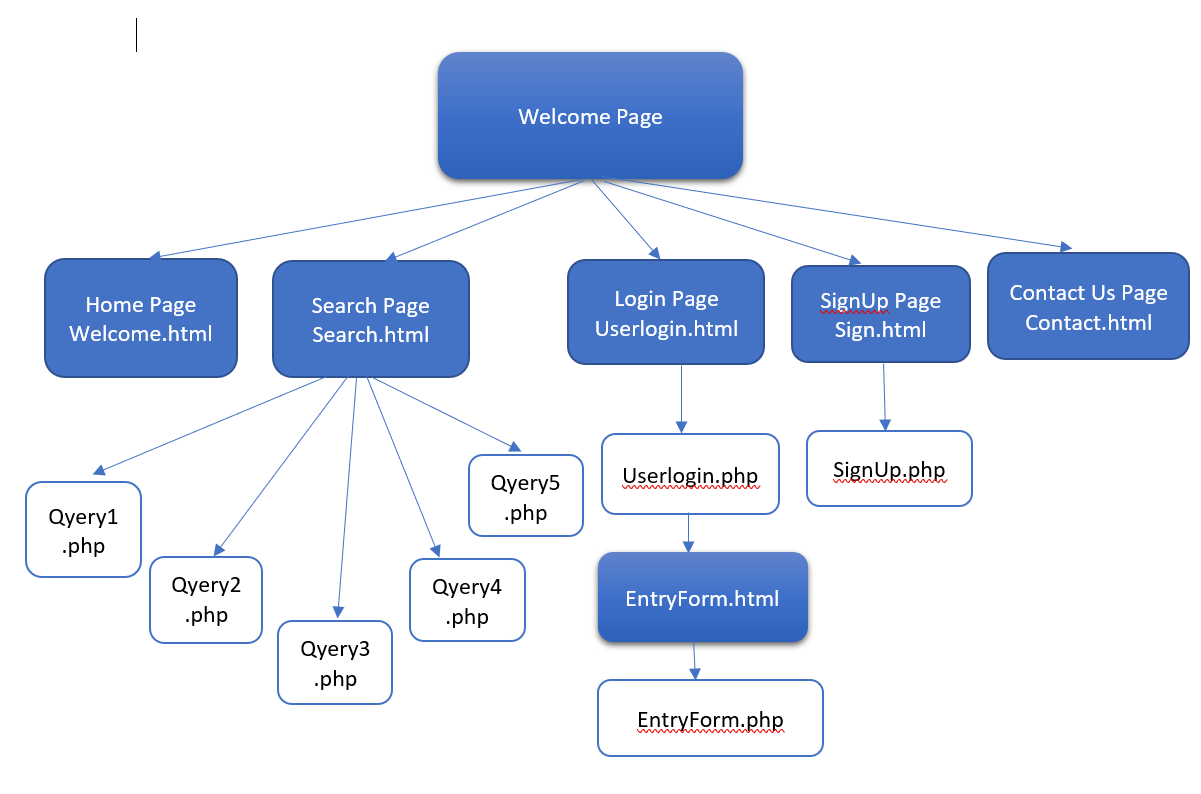 Welcome Page
Home Page
Welcome.html
Search Page
Search.html
Login Page
Userlogin.html
SignUp Page
Sign.html
Contact Us Page
Contact.html
Qyery1
.php
Qyery2
.php
Qyery3
.php
Qyery4
.php
Qyery5
.php
Userlogin.php
SignUp.php
EntryForm.html
EntryForm.php